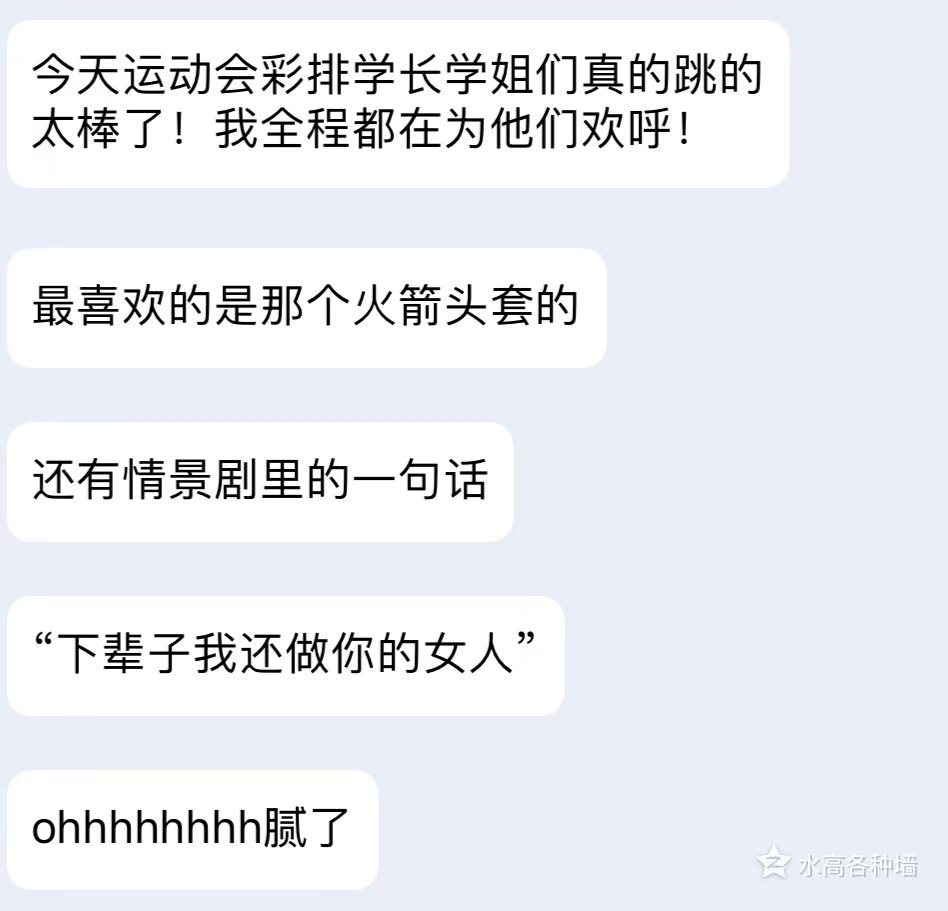 今天运动会彩排学长学姐们真的跳的
太棒了！我全程都在为他们欢呼！
最喜欢的是那个火箭头套的
还有情景剧里的一句话
“下辈子我还做你的女人”
ohhhhhhhh腻了
水高各种墙